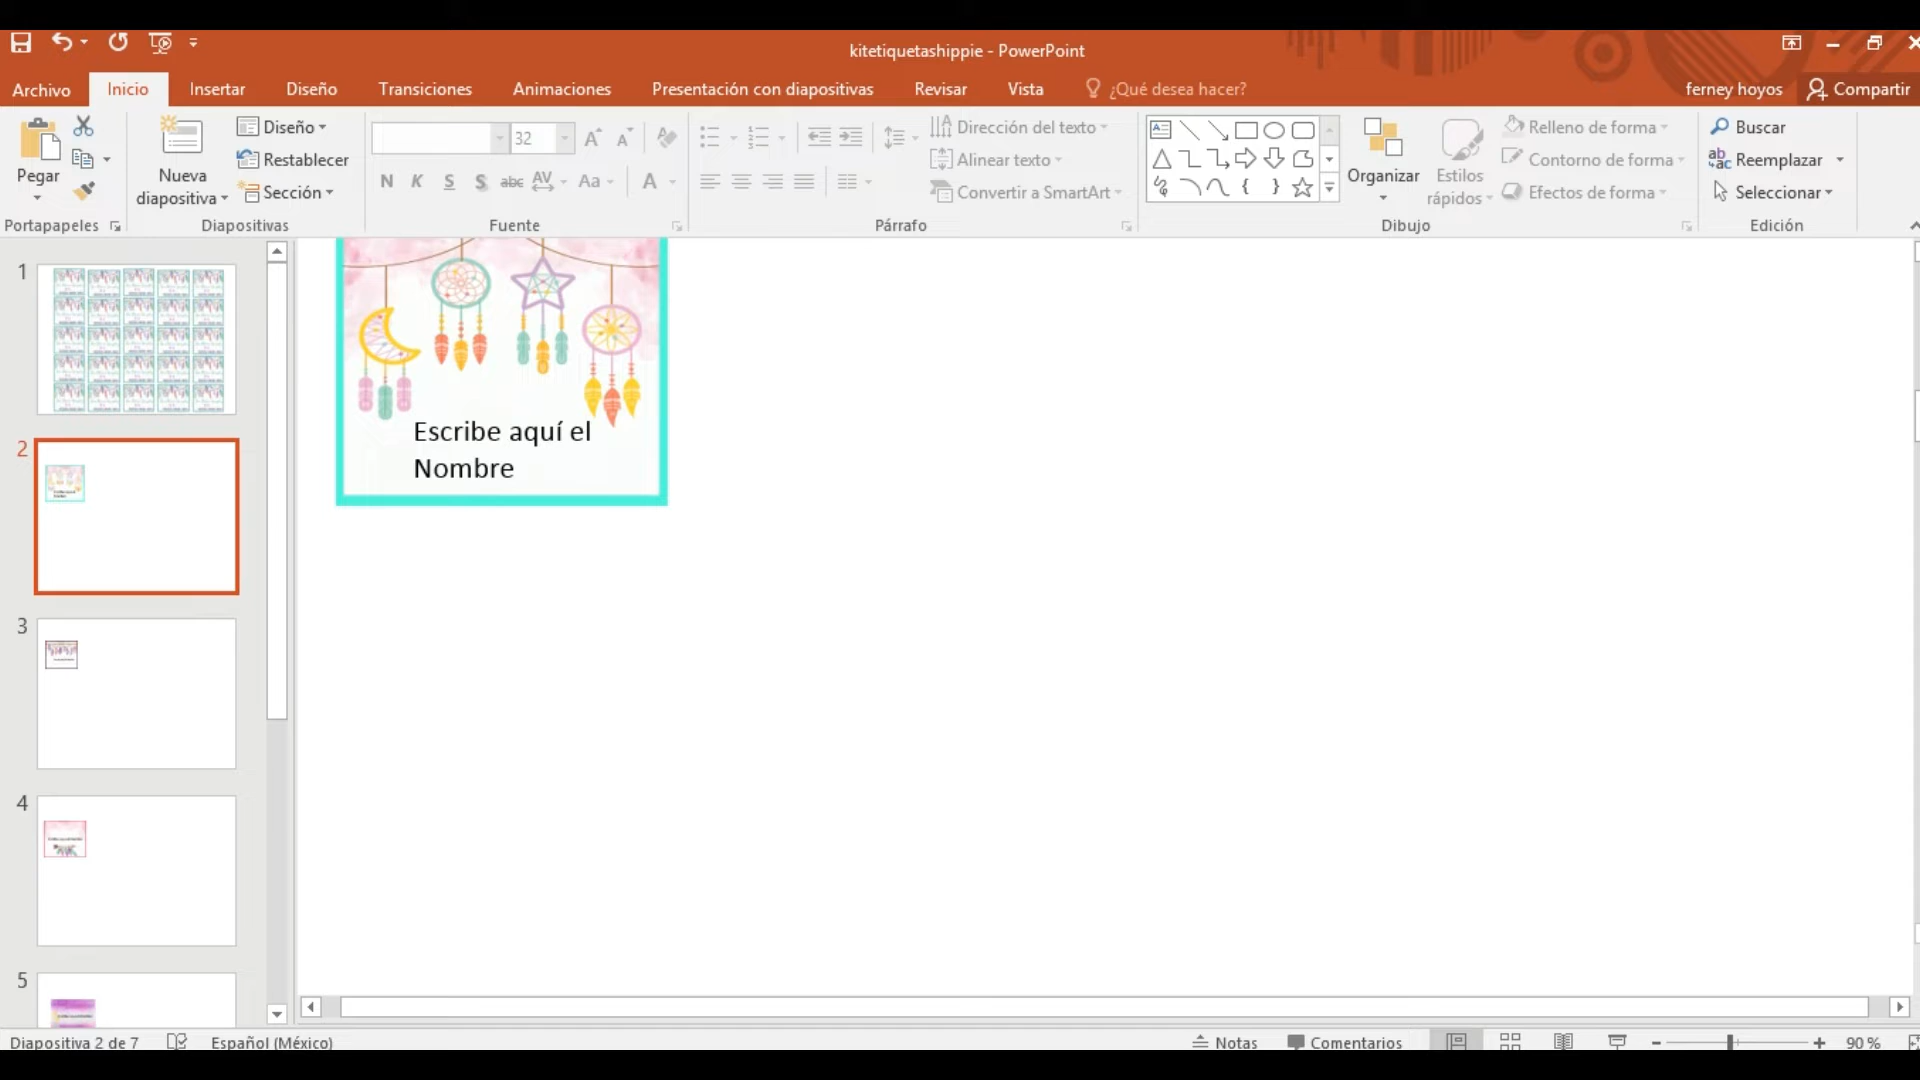 kitetiquetashippie - PowerPoint
Archivo Inicio Insertar Diseño Transiciones Animaciones Presentación con diapositivas Revisar Vista ¿Qué desea hacer? ferney hoyos Compartir
Pegar
Nueva diapositiva
Diseño
Restablecer
Sección
32
N K S S abc AV Aa A
Dirección del texto
Alinear texto
Convertir a SmartArt
Organizar
Estilos rápidos
Relleno de forma
Contorno de forma
Efectos de forma
Buscar
Reemplazar
Seleccionar
Portapapeles Diapositivas Fuente Párrafo Dibujo Edición
1
2
3
4
5
Escribe aquí el
Nombre
Diapositiva 2 de 7 Español (México) Notas Comentarios 90 %